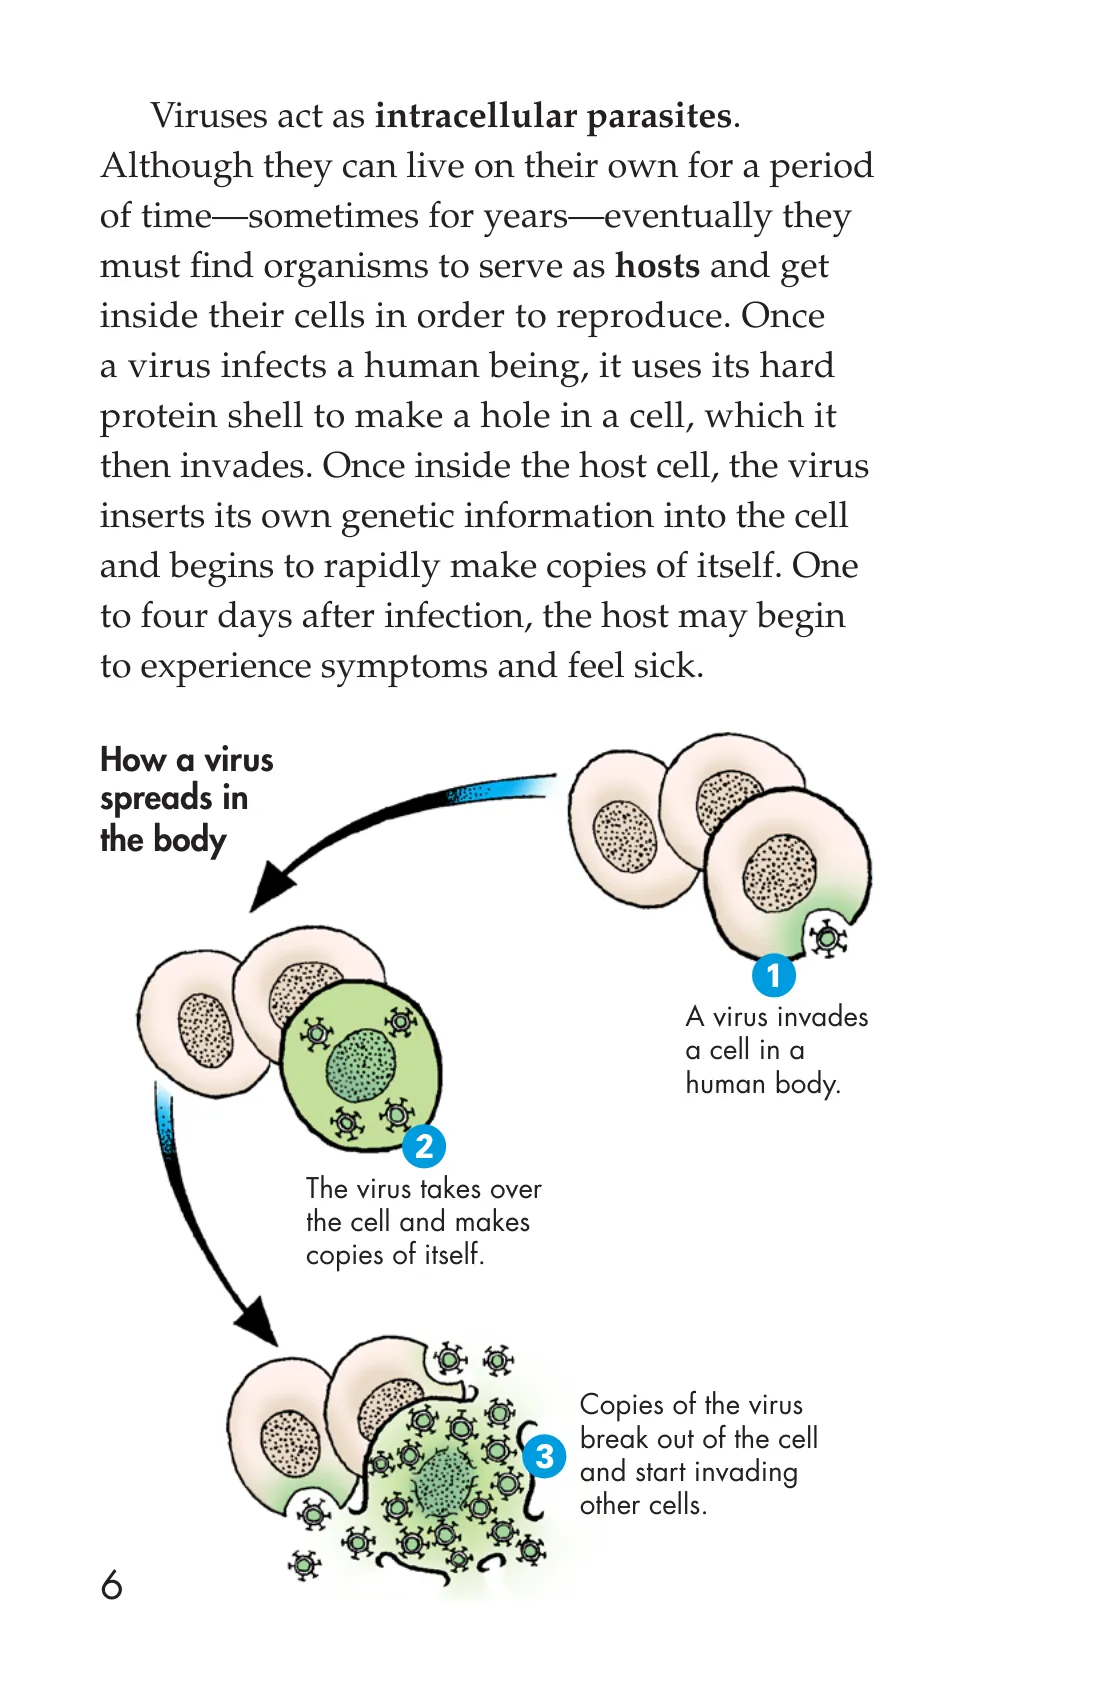 Viruses act as intracellular parasites.
Although they can live on their own for a period
of time—sometimes for years—eventually they
must find organisms to serve as hosts and get
inside their cells in order to reproduce. Once
a virus infects a human being, it uses its hard
protein shell to make a hole in a cell, which it
then invades. Once inside the host cell, the virus
inserts its own genetic information into the cell
and begins to rapidly make copies of itself. One
to four days after infection, the host may begin
to experience symptoms and feel sick.
How a virus
spreads in
the body
1
A virus invades
a cell in a
human body.
2
The virus takes over
the cell and makes
copies of itself.
3
Copies of the virus
break out of the cell
and start invading
other cells.
6